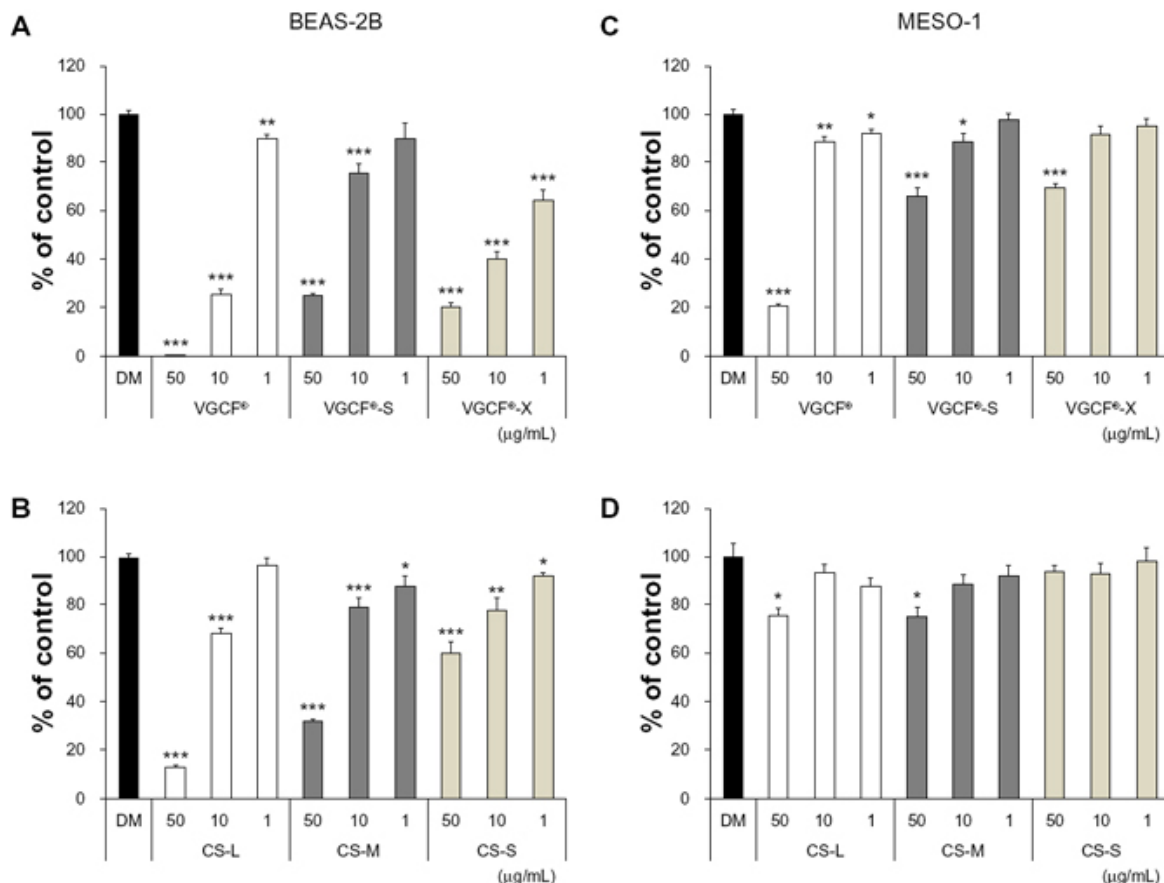 A
BEAS-2B
% of control
120
100
80
60
40
20
0
**
***
***
***
***
***
***
***
DM 50 10 1 50 10 1 50 10 1
VGCF® VGCF®-S VGCF®-X
(µg/mL)
C
MESO-1
% of control
120
100
80
60
40
20
0
***
**
*
***
*
***
DM 50 10 1 50 10 1 50 10 1
VGCF® VGCF®-S VGCF®-X
(µg/mL)
B
% of control
120
100
80
60
40
20
0
***
***
***
***
*
***
**
*
DM 50 10 1 50 10 1 50 10 1
CS-L CS-M CS-S
(µg/mL)
D
% of control
120
100
80
60
40
20
0
*
*
DM 50 10 1 50 10 1 50 10 1
CS-L CS-M CS-S
(µg/mL)